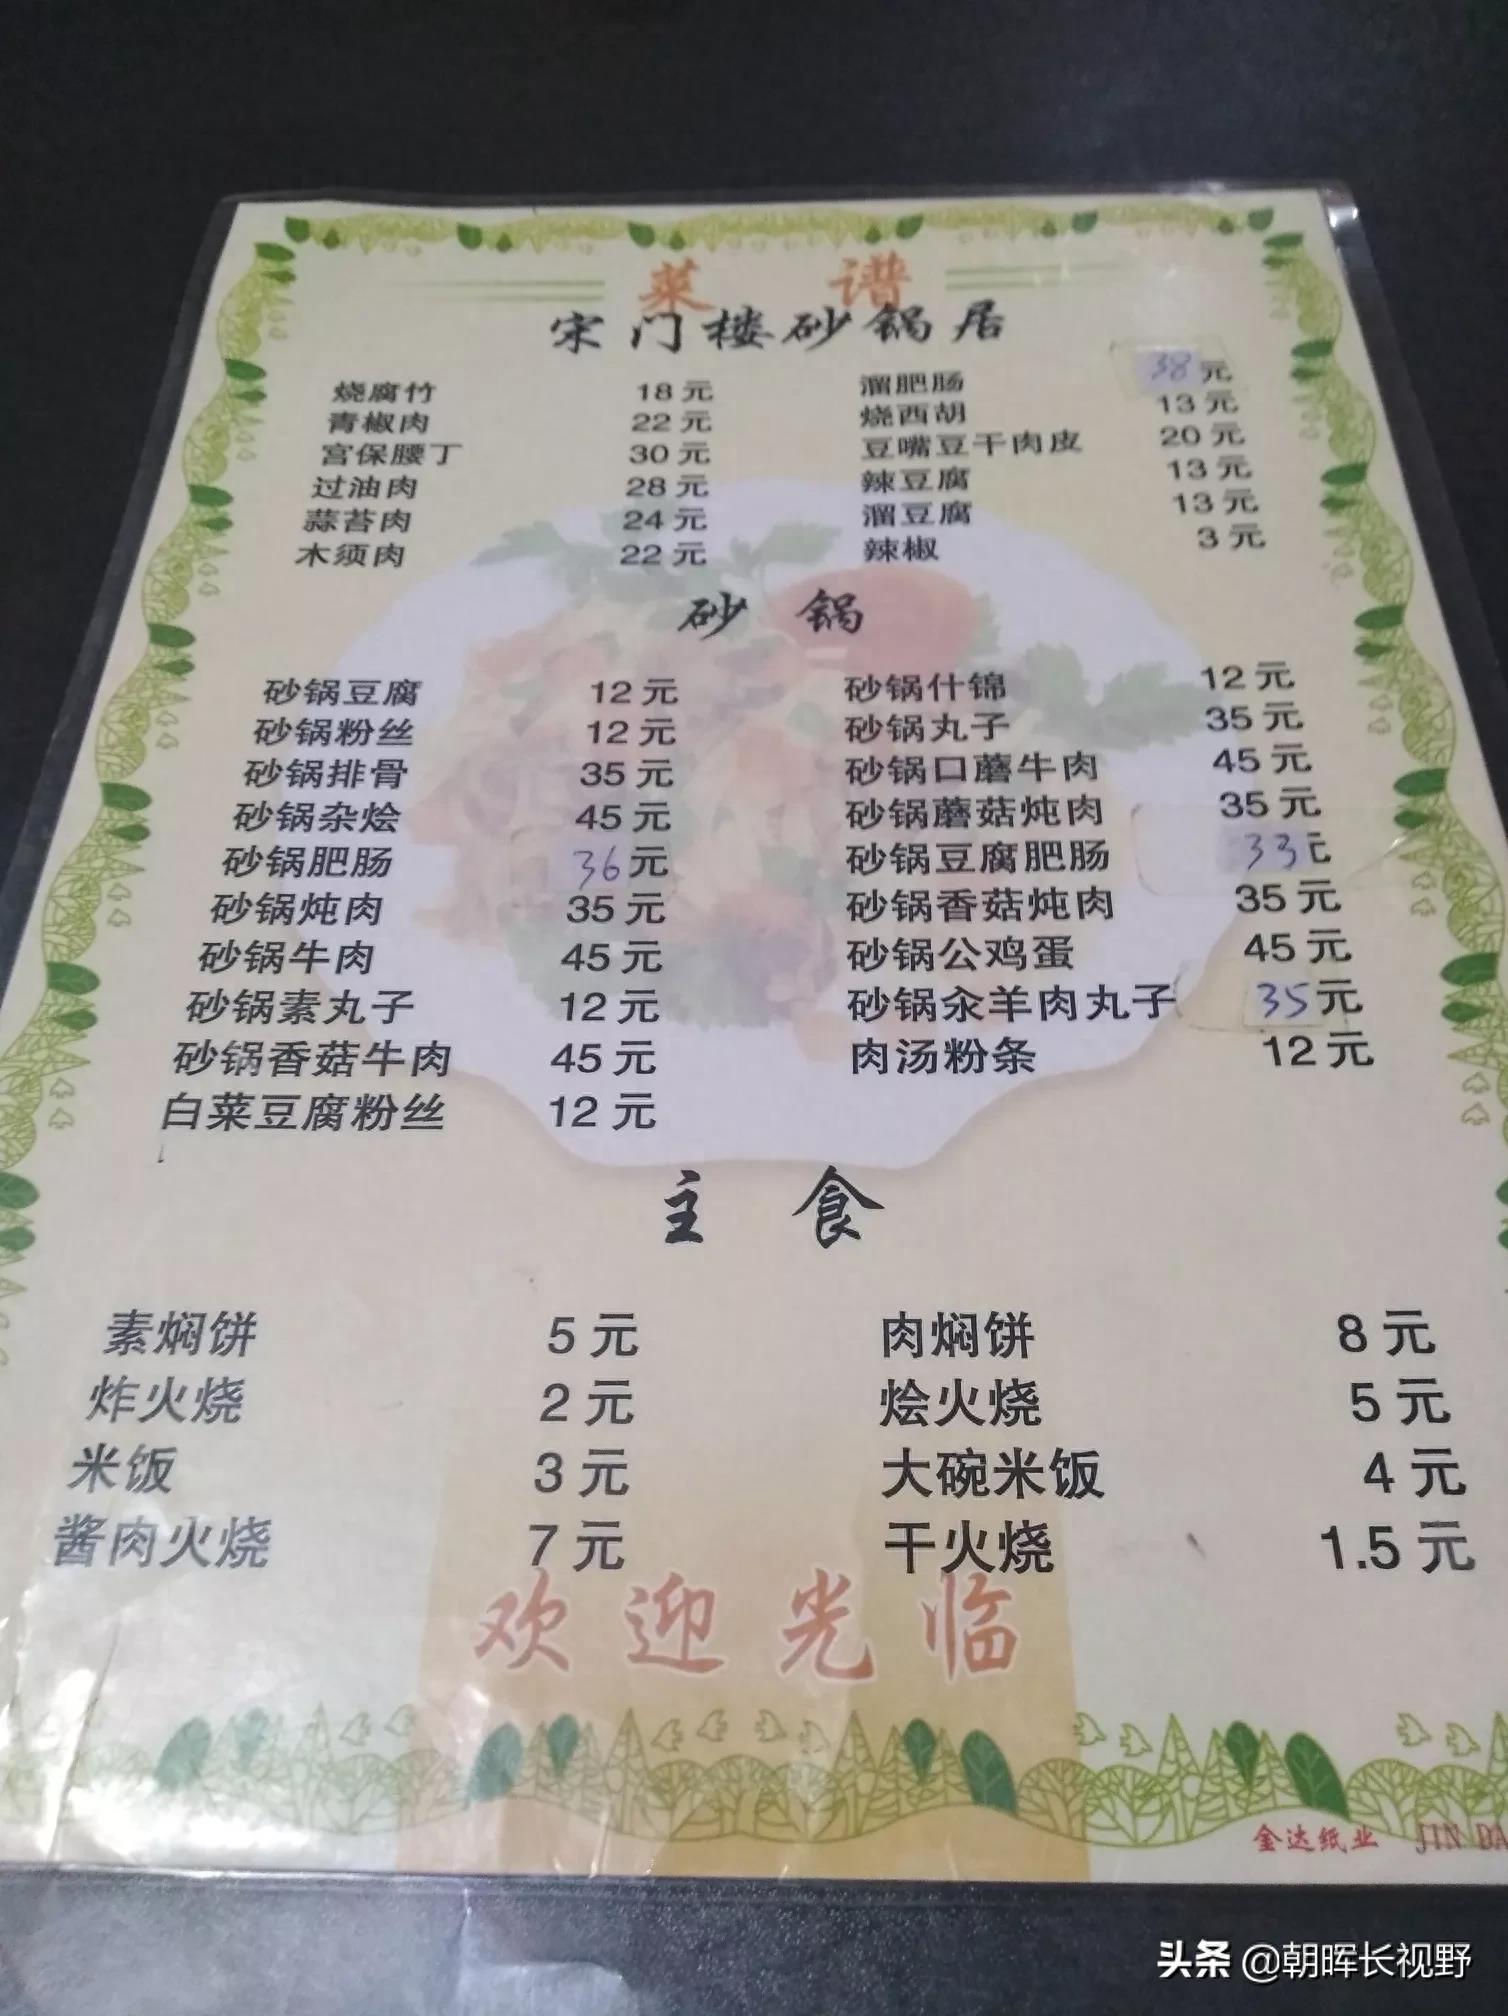 菜 谱
宋门楼砂锅居
烧腐竹 18元 溜肥肠 38元
青椒肉 22元 烧西胡 13元
宫保腰丁 30元 豆嘴豆干肉皮 20元
过油肉 28元 辣豆腐 13元
蒜苔肉 24元 溜豆腐 13元
木须肉 22元 辣椒 3元
砂 锅
砂锅豆腐 12元 砂锅什锦 12元
砂锅粉丝 12元 砂锅丸子 35元
砂锅排骨 35元 砂锅口蘑牛肉 45元
砂锅杂烩 45元 砂锅蘑菇炖肉 35元
砂锅肥肠 36元 砂锅豆腐肥肠 33元
砂锅炖肉 35元 砂锅香菇炖肉 35元
砂锅牛肉 45元 砂锅公鸡蛋 45元
砂锅素丸子 12元 砂锅汆羊肉丸子 35元
砂锅香菇牛肉 45元 肉汤粉条 12元
白菜豆腐粉丝 12元
主 食
素焖饼 5元 肉焖饼 8元
炸火烧 2元 烩火烧 5元
米饭 3元 大碗米饭 4元
酱肉火烧 7元 干火烧 1.5元
欢迎光临
金达纸业 JIN DA
头条 @朝晖长视野